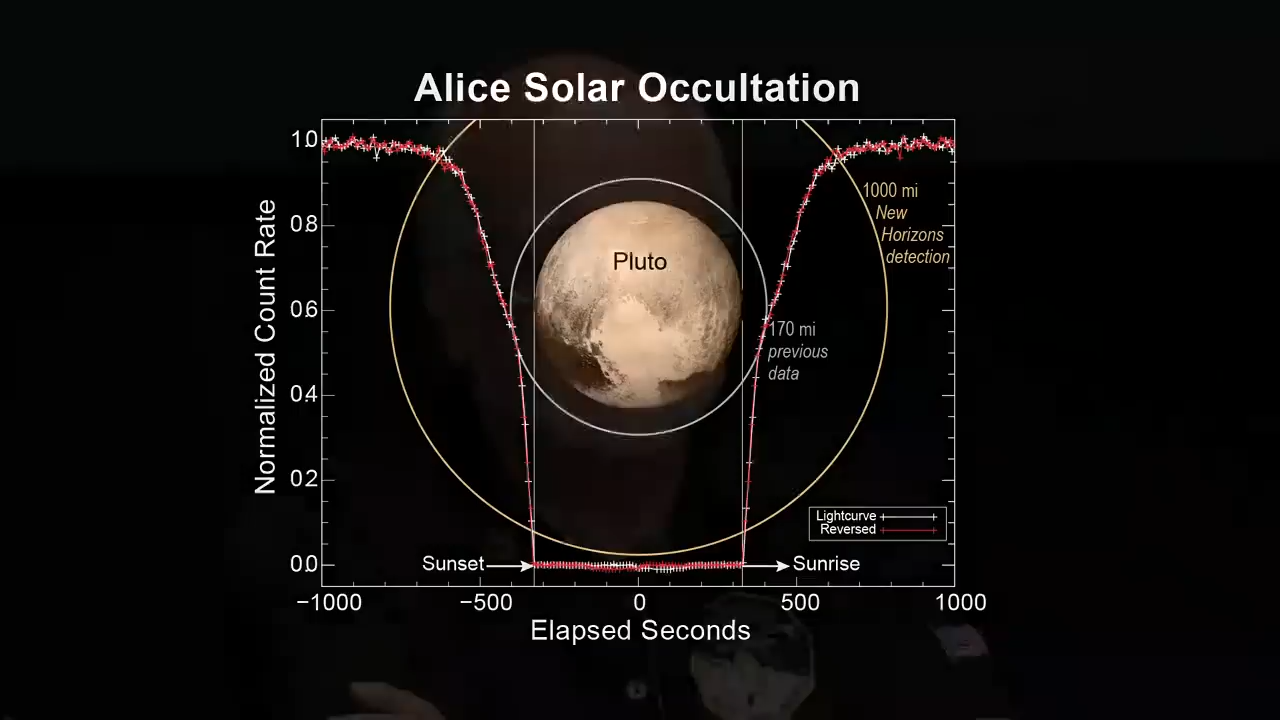 Alice Solar Occultation
1.0
0.8
0.6
0.4
0.2
0.0
Normalized Count Rate
Pluto
1000 mi
New
Horizons
detection
170 mi
previous
data
Lightcurve
Reversed
Sunset
Sunrise
−1000 −500 0 500 1000
Elapsed Seconds